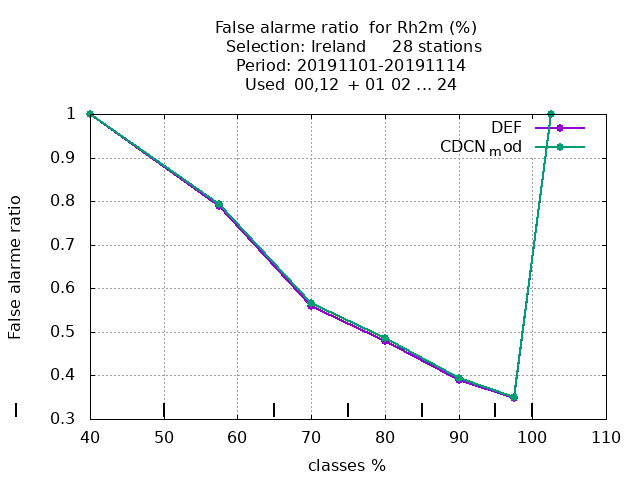 False alarme ratio  for Rh2m (%)
Selection: Ireland     28 stations
Period: 20191101-20191114
Used  00,12  + 01 02 ... 24
1
0.9
0.8
0.7
0.6
0.5
0.4
0.3
False alarme ratio
DEF
CDCNmod
40 50 60 70 80 90 100 110
classes %